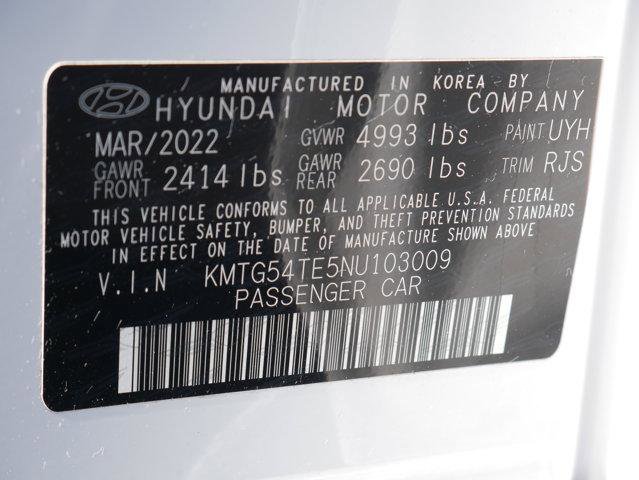 MANUFACTURED IN KOREA BY
HYUNDAI MOTOR COMPANY
MAR/2022 GVWR 4993 lbs PAINT UYH
GAWR FRONT 2414 lbs GAWR REAR 2690 lbs TRIM RJS
THIS VEHICLE CONFORMS TO ALL APPLICABLE U.S.A. FEDERAL
MOTOR VEHICLE SAFETY, BUMPER, AND THEFT PREVENTION STANDARDS
IN EFFECT ON THE DATE OF MANUFACTURE SHOWN ABOVE.
V.I.N KMTG54TE5NU103009
PASSENGER CAR